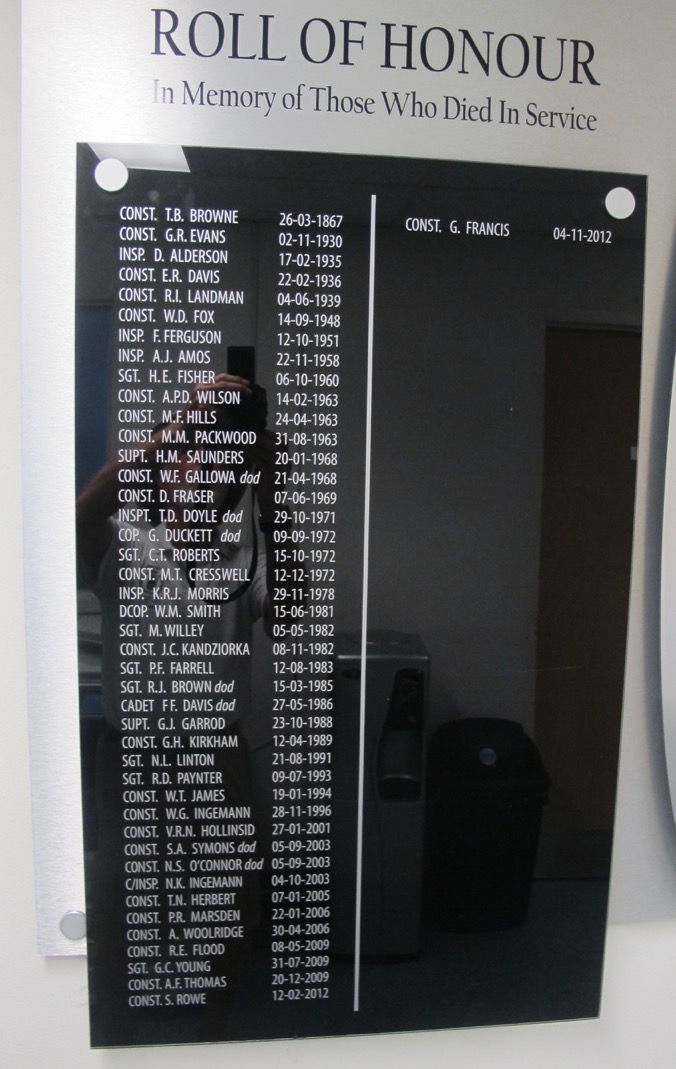 ROLL OF HONOUR
In Memory of Those Who Died In Service
CONST. T.B. BROWNE 26-03-1867
CONST. G.R. EVANS 02-11-1930
INSP. D. ALDERSON 17-02-1935
CONST. E.R. DAVIS 22-02-1936
CONST. R.I. LANDMAN 04-06-1939
CONST. W.D. FOX 14-09-1948
INSP. F. FERGUSON 12-10-1951
INSP. A.J. AMOS 22-11-1958
SGT. H.E. FISHER 06-10-1960
CONST. A.P.D. WILSON 14-02-1963
CONST. M.F. HILLS 24-04-1963
CONST. M.M. PACKWOOD 31-08-1963
SUPT. H.M. SAUNDERS 20-01-1968
CONST. W.F. GALLOWA dod 21-04-1968
CONST. D. FRASER 07-06-1969
INSPT. T.D. DOYLE dod 29-10-1971
COP. G. DUCKETT dod 09-09-1972
SGT. C.T. ROBERTS 15-10-1972
CONST. M.T. CRESSWELL 12-12-1972
INSP. K.R.J. MORRIS 29-11-1978
DCOP. W.M. SMITH 15-06-1981
SGT. M. WILLEY 05-05-1982
CONST. J.C. KANDZIORKA 08-11-1982
SGT. P.F. FARRELL 12-08-1983
SGT. R.J. BROWN dod 15-03-1985
CADET F F. DAVIS dod 27-05-1986
SUPT. G.J. GARROD 23-10-1988
CONST. G.H. KIRKHAM 12-04-1989
SGT. N.L. LINTON 21-08-1991
SGT. R.D. PAYNTER 09-07-1993
CONST. W.T. JAMES 19-01-1994
CONST. W.G. INGEMANN 28-11-1996
CONST. V.R.N. HOLLINSID 27-01-2001
CONST. S.A. SYMONS dod 05-09-2003
CONST. N.S. O'CONNOR dod 05-09-2003
C/INSP. N.K. INGEMANN 04-10-2003
CONST. T.N. HERBERT 07-01-2005
CONST. P.R. MARSDEN 22-01-2006
CONST. A. WOOLRIDGE 30-04-2006
CONST. R.E. FLOOD 08-05-2009
SGT. G.C. YOUNG 31-07-2009
CONST. A.F. THOMAS 20-12-2009
CONST. S. ROWE 12-02-2012
CONST. G. FRANCIS 04-11-2012